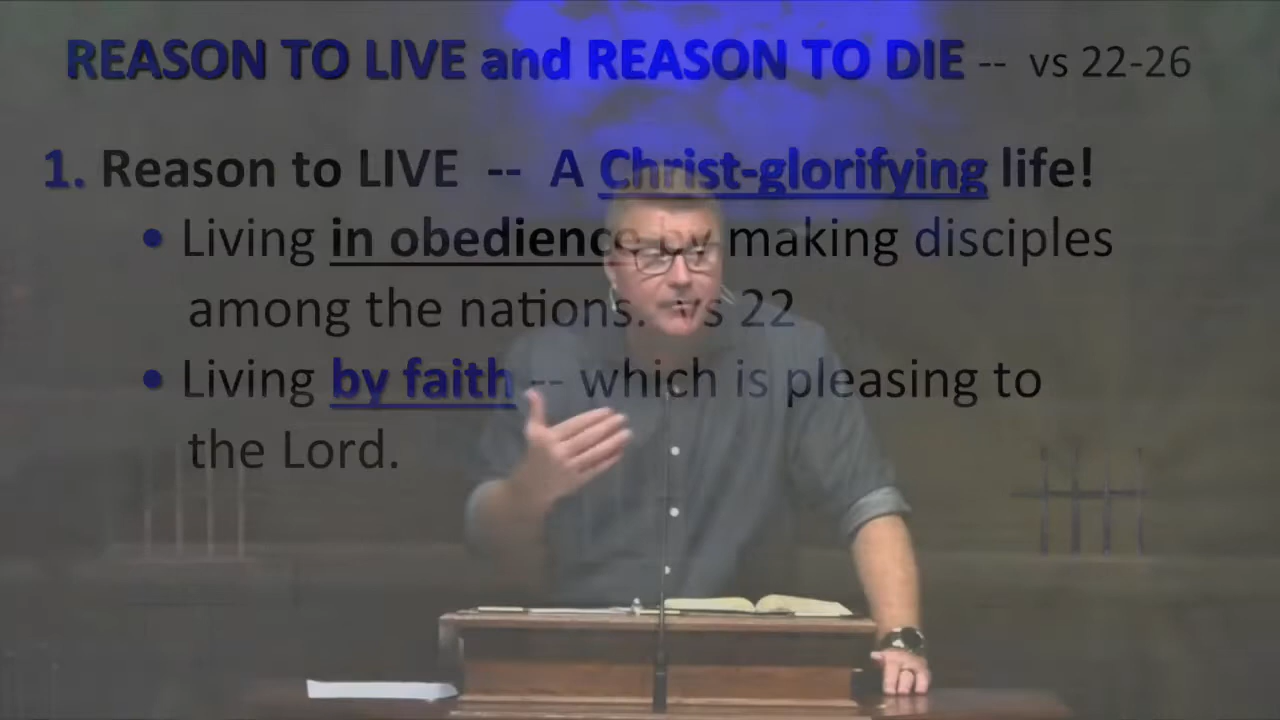 REASON TO LIVE and REASON TO DIE -- vs 22-26
1. Reason to LIVE -- A Christ-glorifying life!
• Living in obedience by making disciples
among the nations. vs 22
• Living by faith -- which is pleasing to
the Lord.